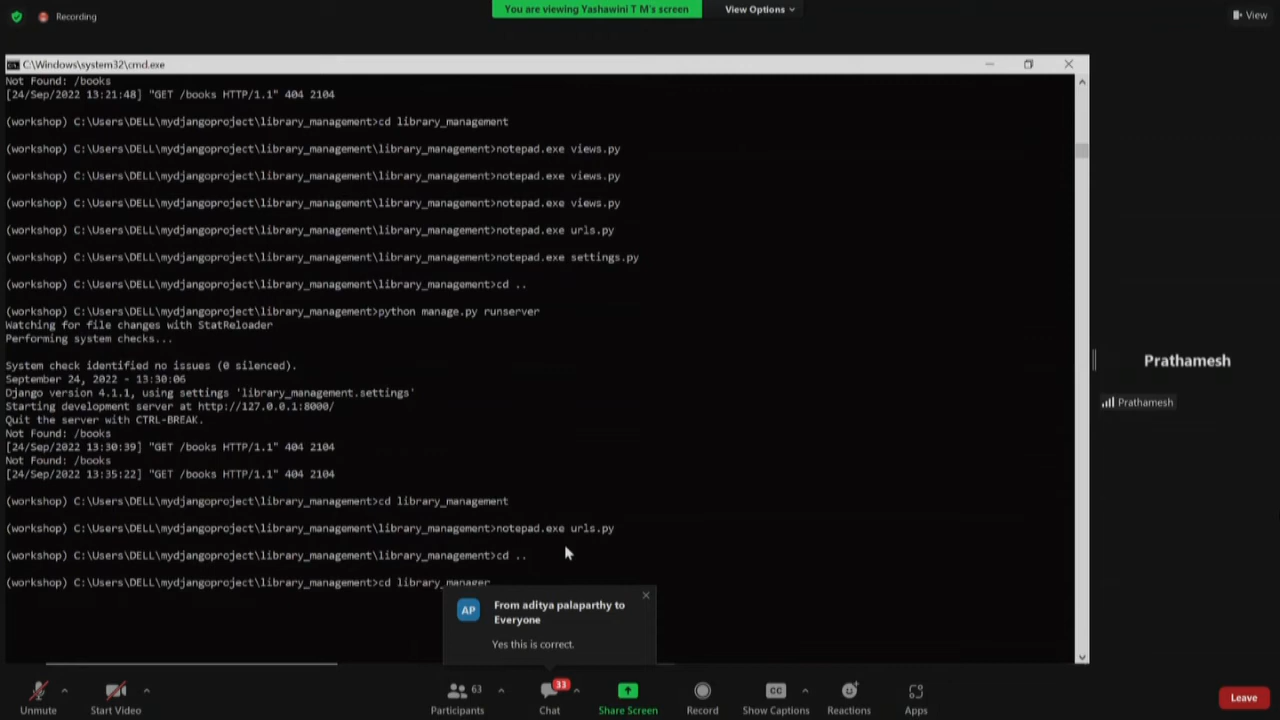 Recording
You are viewing Yashawini T M's screen
View Options
View
C:\Windows\system32\cmd.exe
Not Found: /books
[24/Sep/2022 13:21:48] "GET /books HTTP/1.1" 404 2104
(workshop) C:\Users\DELL\mydjangoproject\library_management>cd library_management
(workshop) C:\Users\DELL\mydjangoproject\library_management\library_management>notepad.exe views.py
(workshop) C:\Users\DELL\mydjangoproject\library_management\library_management>notepad.exe views.py
(workshop) C:\Users\DELL\mydjangoproject\library_management\library_management>notepad.exe views.py
(workshop) C:\Users\DELL\mydjangoproject\library_management\library_management>notepad.exe urls.py
(workshop) C:\Users\DELL\mydjangoproject\library_management\library_management>notepad.exe settings.py
(workshop) C:\Users\DELL\mydjangoproject\library_management\library_management>cd ..
(workshop) C:\Users\DELL\mydjangoproject\library_management>python manage.py runserver
Watching for file changes with StatReloader
Performing system checks...
System check identified no issues (0 silenced).
September 24, 2022 - 13:30:06
Django version 4.1.1, using settings 'library_management.settings'
Starting development server at http://127.0.0.1:8000/
Quit the server with CTRL-BREAK.
Not Found: /books
[24/Sep/2022 13:30:39] "GET /books HTTP/1.1" 404 2104
Not Found: /books
[24/Sep/2022 13:35:22] "GET /books HTTP/1.1" 404 2104
(workshop) C:\Users\DELL\mydjangoproject\library_management>cd library_management
(workshop) C:\Users\DELL\mydjangoproject\library_management\library_management>notepad.exe urls.py
(workshop) C:\Users\DELL\mydjangoproject\library_management\library_management>cd ..
(workshop) C:\Users\DELL\mydjangoproject\library_management>cd library_manager
Prathamesh
Prathamesh
AP
From aditya palaparthy to
Everyone
Yes this is correct.
Unmute
Start Video
63
Participants
33
Chat
Share Screen
Record
CC
Show Captions
Reactions
Apps
Leave